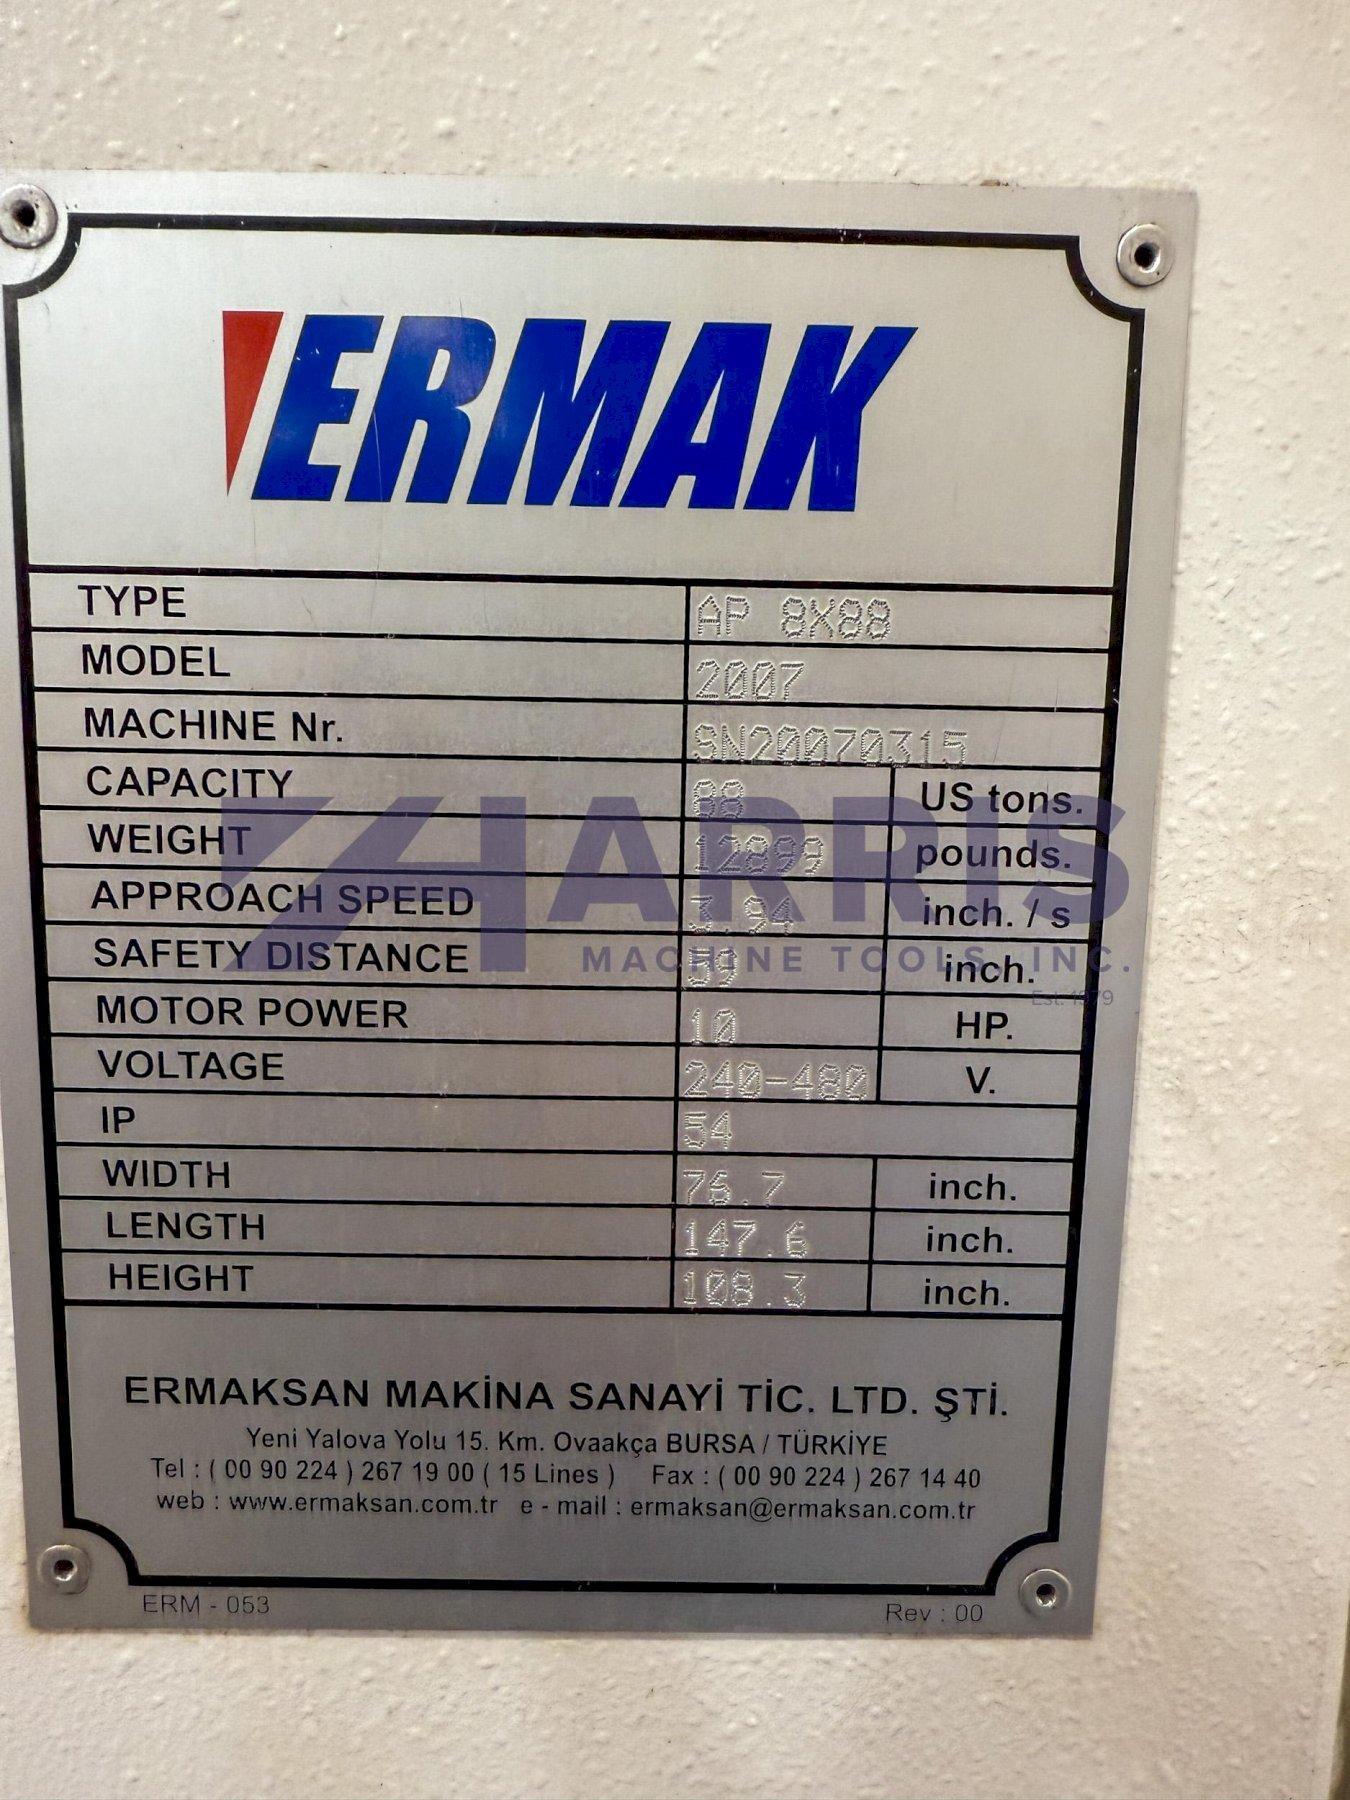 ERMAK
TYPE AP 8X88
MODEL 2007
MACHINE Nr. SN20070315
CAPACITY 88 US tons.
WEIGHT 12899 pounds.
APPROACH SPEED 3.94 inch. / s
SAFETY DISTANCE 59 inch.
MOTOR POWER 10 HP.
VOLTAGE 240-480 V.
IP 54
WIDTH 76.7 inch.
LENGTH 147.6 inch.
HEIGHT 108.3 inch.
HARRIS
MACHINE TOOLS, INC.
Est. 1979
ERMAKSAN MAKİNA SANAYİ TİC. LTD. ŞTİ.
Yeni Yalova Yolu 15. Km. Ovaakça BURSA / TÜRKİYE
Tel : ( 00 90 224 ) 267 19 00 ( 15 Lines ) Fax : ( 00 90 224 ) 267 14 40
web : www.ermaksan.com.tr e - mail : ermaksan@ermaksan.com.tr
ERM - 053 Rev : 00